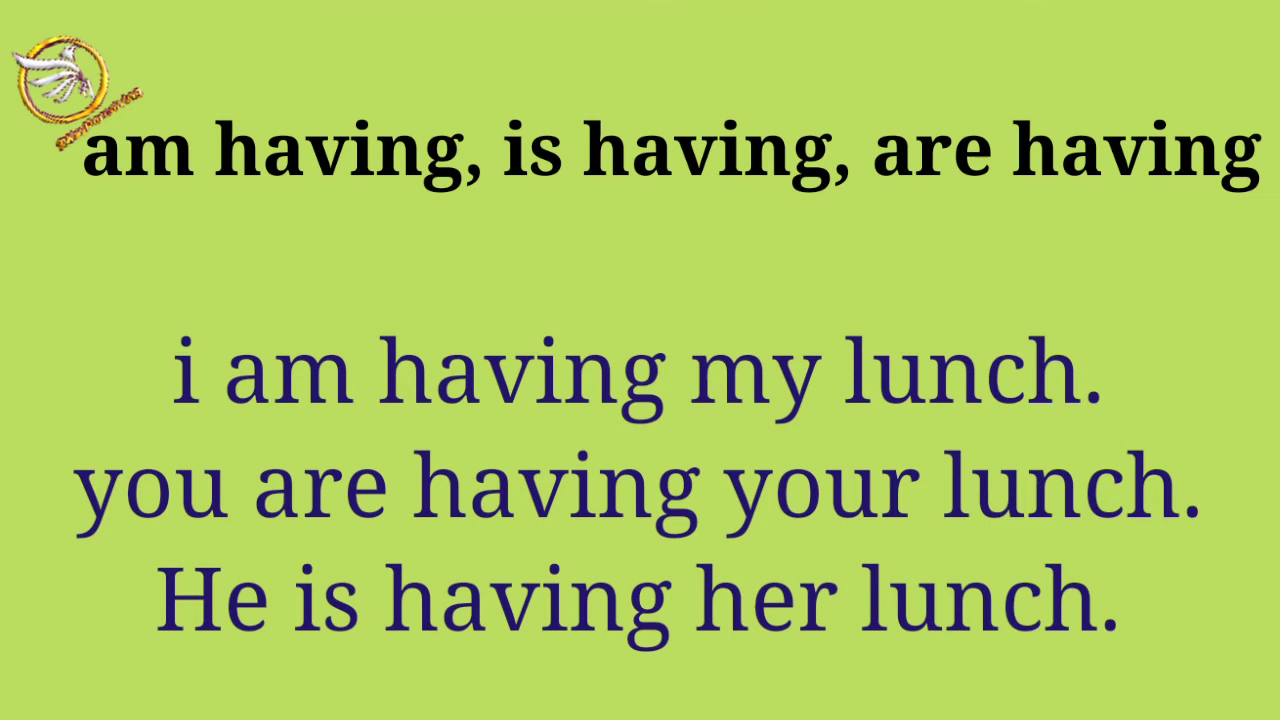 am having, is having, are having
i am having my lunch.
you are having your lunch.
He is having her lunch.